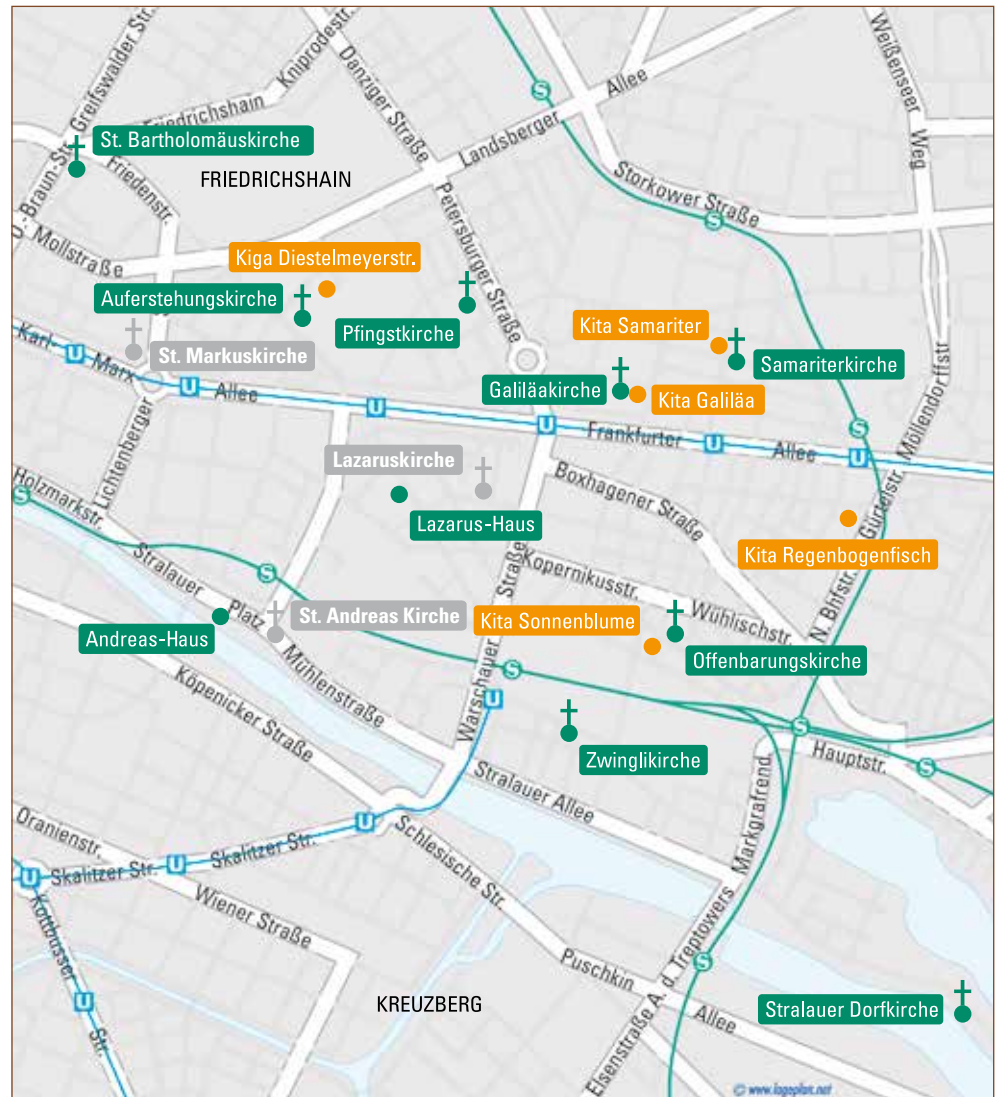 Greifswalder Str.
Kniprodestr.
Friedrichshain
Danziger Straße
Landsberger
Allee
Weißenseer
Weg
O.-Braun-Str.
St. Bartholomäuskirche
Friedenstr.
FRIEDRICHSHAIN
Storkower Straße
Mollstraße
Petersburger Straße
Kiga Diestelmeyerstr.
Auferstehungskirche
Pfingstkirche
Kita Samariter
Samariterkirche
Karl-
Marx
Allee
St. Markuskirche
Galiläakirche
Kita Galiläa
Möllendorffstr
U
U
U
U
U
U
Frankfurter
Allee
Lichtenberger
Lazaruskirche
Lazarus-Haus
Boxhagener Straße
Gürtelstr.
Holzmarkstr.
Kita Regenbogenfisch
Stralauer
Platz
Kopernikusstr.
Wühlischstr.
N. Bhfstr.
Andreas-Haus
St. Andreas Kirche
Kita Sonnenblume
Offenbarungskirche
Mühlenstraße
Warschauer
Straße
Köpenicker Straße
U
Zwinglikirche
Hauptstr.
Stralauer Allee
Markgrafrend.
Oranienstr.
Skalitzer Str.
Skalitzer Str.
U
U
U
Schlesische Str.
Wiener Straße
Kottbusser
Str.
U
Puschkin
Allee
A. d. Treptowers
Elsenstraße
KREUZBERG
Stralauer Dorfkirche
S
S
S
S
S
S
S
S
S
© www.lageplan.net